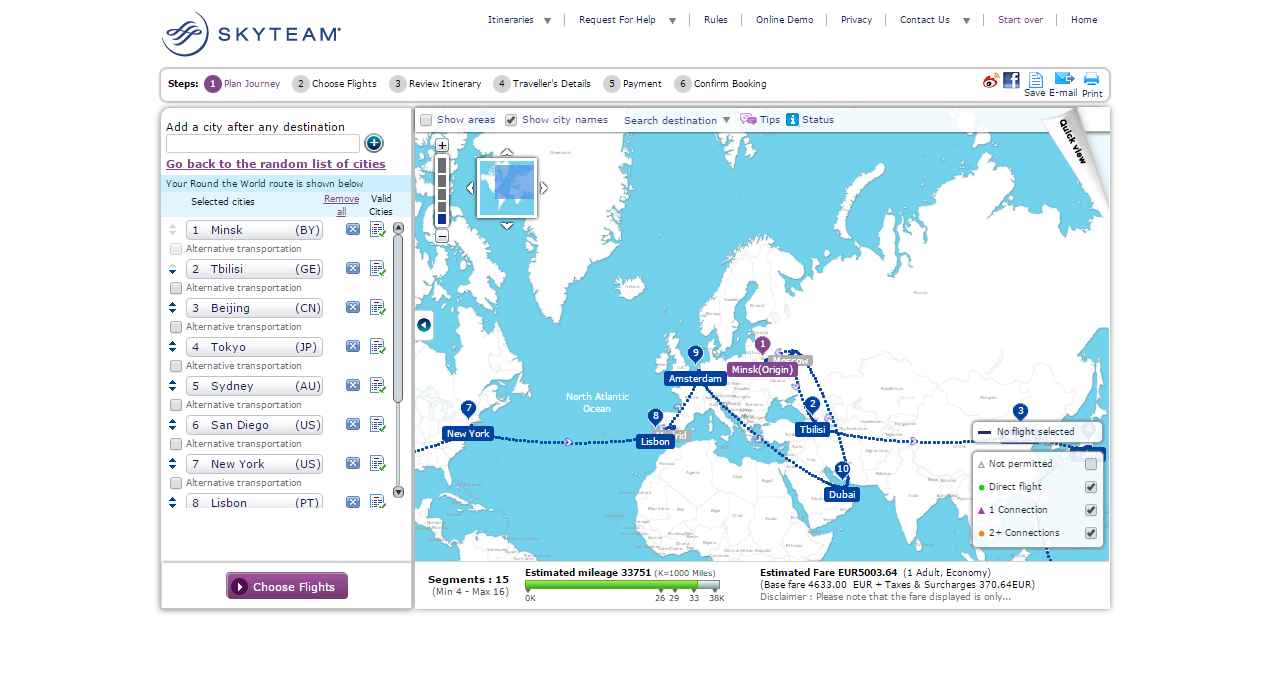 SKYTEAM
Itineraries
Request For Help
Rules
Online Demo
Privacy
Contact Us
Start over
Home
Steps:
1 Plan Journey
2 Choose Flights
3 Review Itinerary
4 Traveller's Details
5 Payment
6 Confirm Booking
Save E-mail Print
Add a city after any destination
Go back to the random list of cities
Your Round the World route is shown below
Selected cities
Remove all
Valid Cities
1 Minsk (BY)
Alternative transportation
2 Tbilisi (GE)
Alternative transportation
3 Beijing (CN)
Alternative transportation
4 Tokyo (JP)
Alternative transportation
5 Sydney (AU)
Alternative transportation
6 San Diego (US)
Alternative transportation
7 New York (US)
Alternative transportation
8 Lisbon (PT)
Choose Flights
Show areas
Show city names
Search destination
Tips
Status
Quick view
Greenland
Iceland
Russia
1
Minsk(Origin)
9
Amsterdam
North Atlantic
Ocean
7
New York
8
Lisbon
2
Tbilisi
3
10
Dubai
No flight selected
Not permitted
Direct flight
1 Connection
2+ Connections
Segments : 15
(Min 4 - Max 16)
Estimated mileage 33751 (K=1000 Miles)
0K 26 29 33 38K
Estimated Fare EUR5003.64 (1 Adult, Economy)
(Base fare 4633.00 EUR + Taxes & Surcharges 370.64EUR)
Disclaimer : Please note that the fare displayed is only...